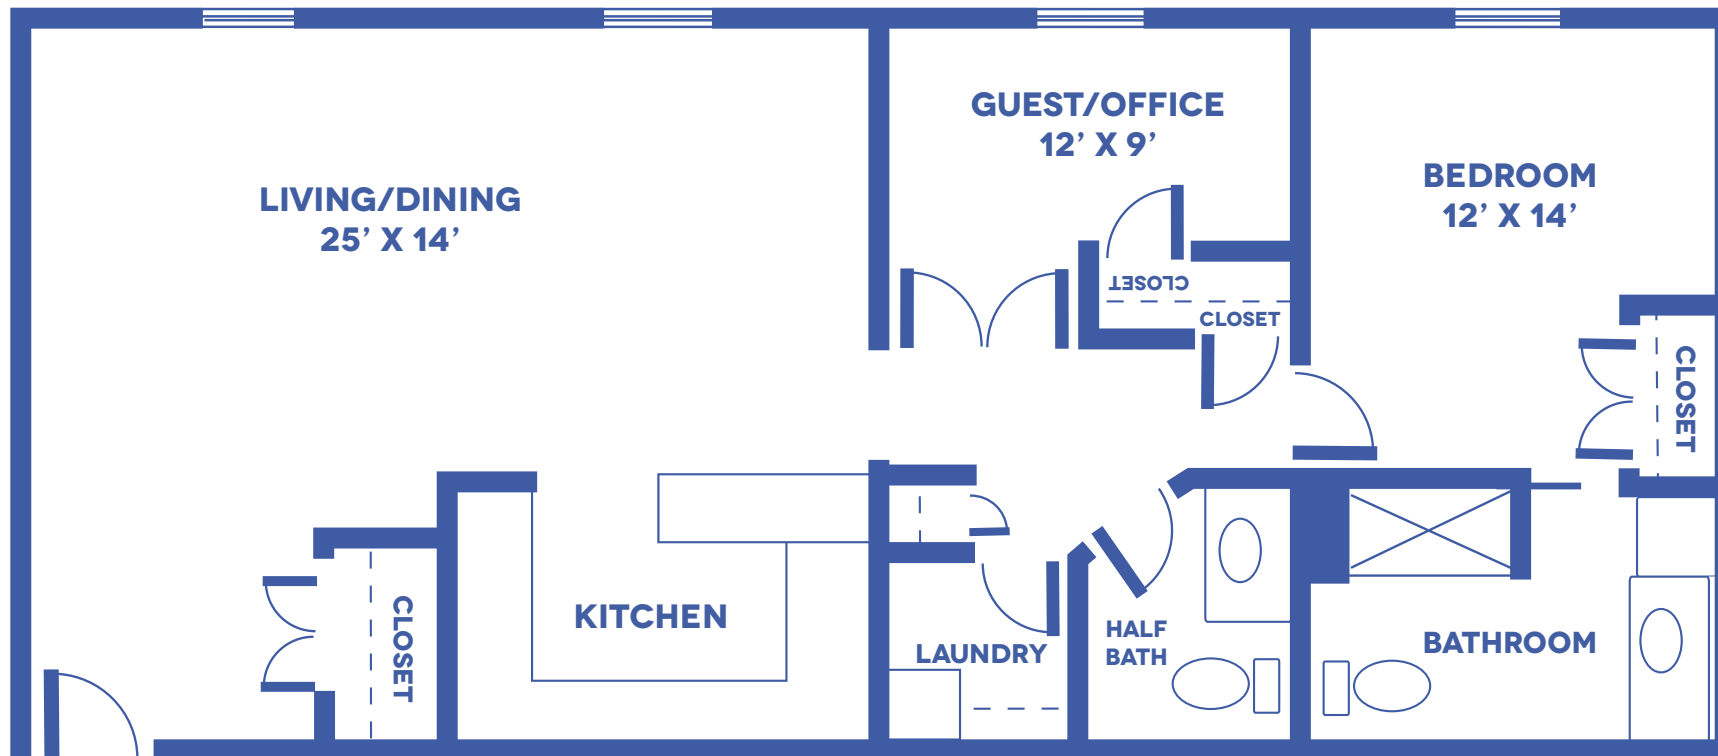 GUEST/OFFICE
12’ X 9’
BEDROOM
12’ X 14’
LIVING/DINING
25’ X 14’
CLOSET
CLOSET
CLOSET
CLOSET
KITCHEN
LAUNDRY
HALF
BATH
BATHROOM